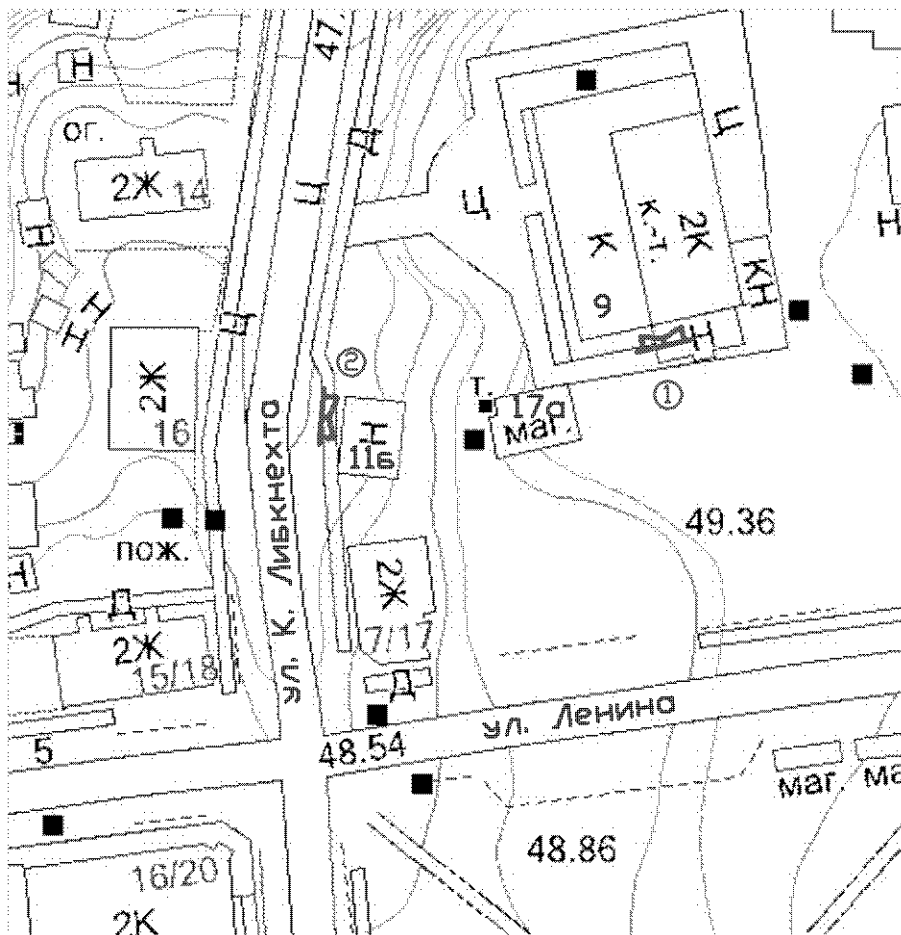 47.
Н
Н
ог.
Д
2Ж 14
П
Ц
Ц
Н
К
к.-т.
2К
КН
Н
9
Н
Н
Н
П
2
2Ж
16
Т.
17а
маг.
1
Н
11б
ул. К. Либкнехта
49.36
пож.
Т.
2Ж
7/17
Д
2Ж
15/18
Д
ул. Ленина
5
48.54
маг.
ма
48.86
16/20
2К